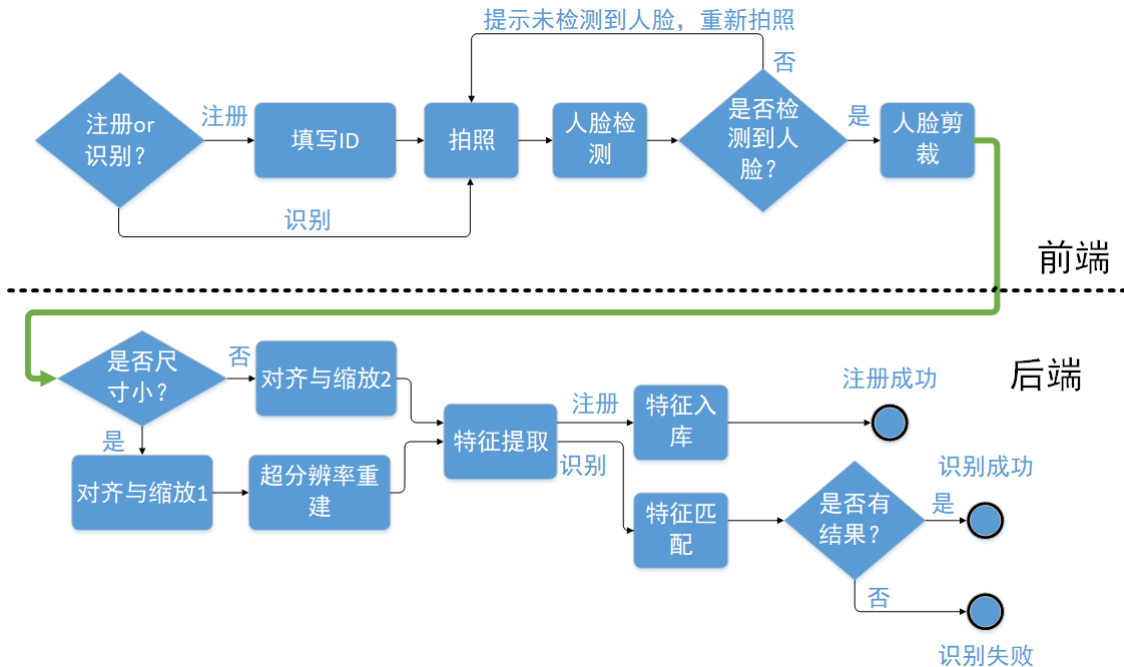 提示未检测到人脸，重新拍照
否
注册or
识别？
注册
填写ID
拍照
人脸检
测
是否检
测到人
脸？
是
人脸剪
裁
识别
前端
是否尺
寸小？
否
对齐与缩放2
后端
注册成功
是
对齐与缩放1
超分辨率重
建
特征提取
注册
识别
特征入
库
特征匹
配
是否有
结果？
识别成功
是
否
识别失败